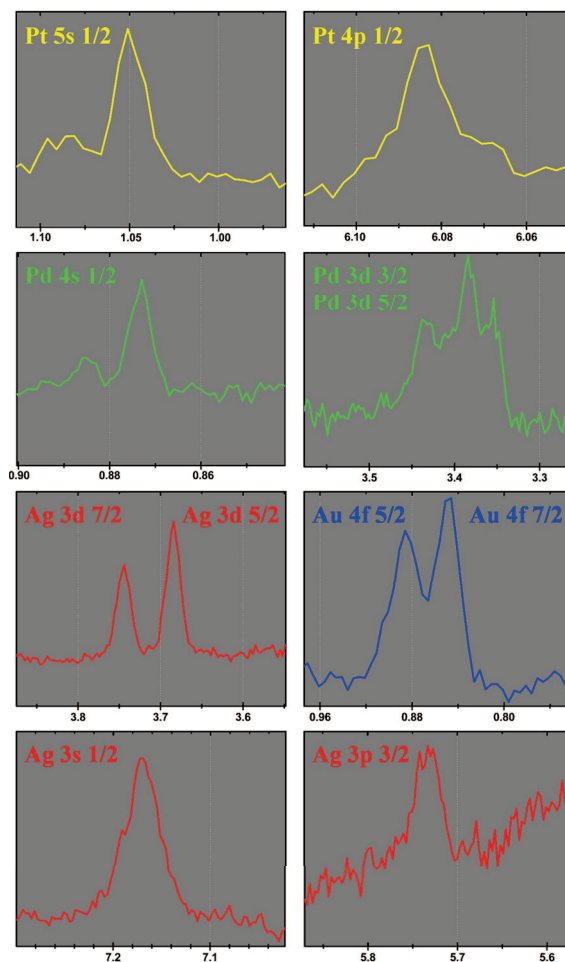 Pt 5s 1/2
1.10 1.05 1.00
Pt 4p 1/2
6.10 6.08 6.06
Pd 4s 1/2
0.90 0.88 0.86
Pd 3d 3/2
Pd 3d 5/2
3.5 3.4 3.3
Ag 3d 7/2 Ag 3d 5/2
3.8 3.7 3.6
Au 4f 5/2 Au 4f 7/2
0.96 0.88 0.80
Ag 3s 1/2
7.2 7.1
Ag 3p 3/2
5.8 5.7 5.6